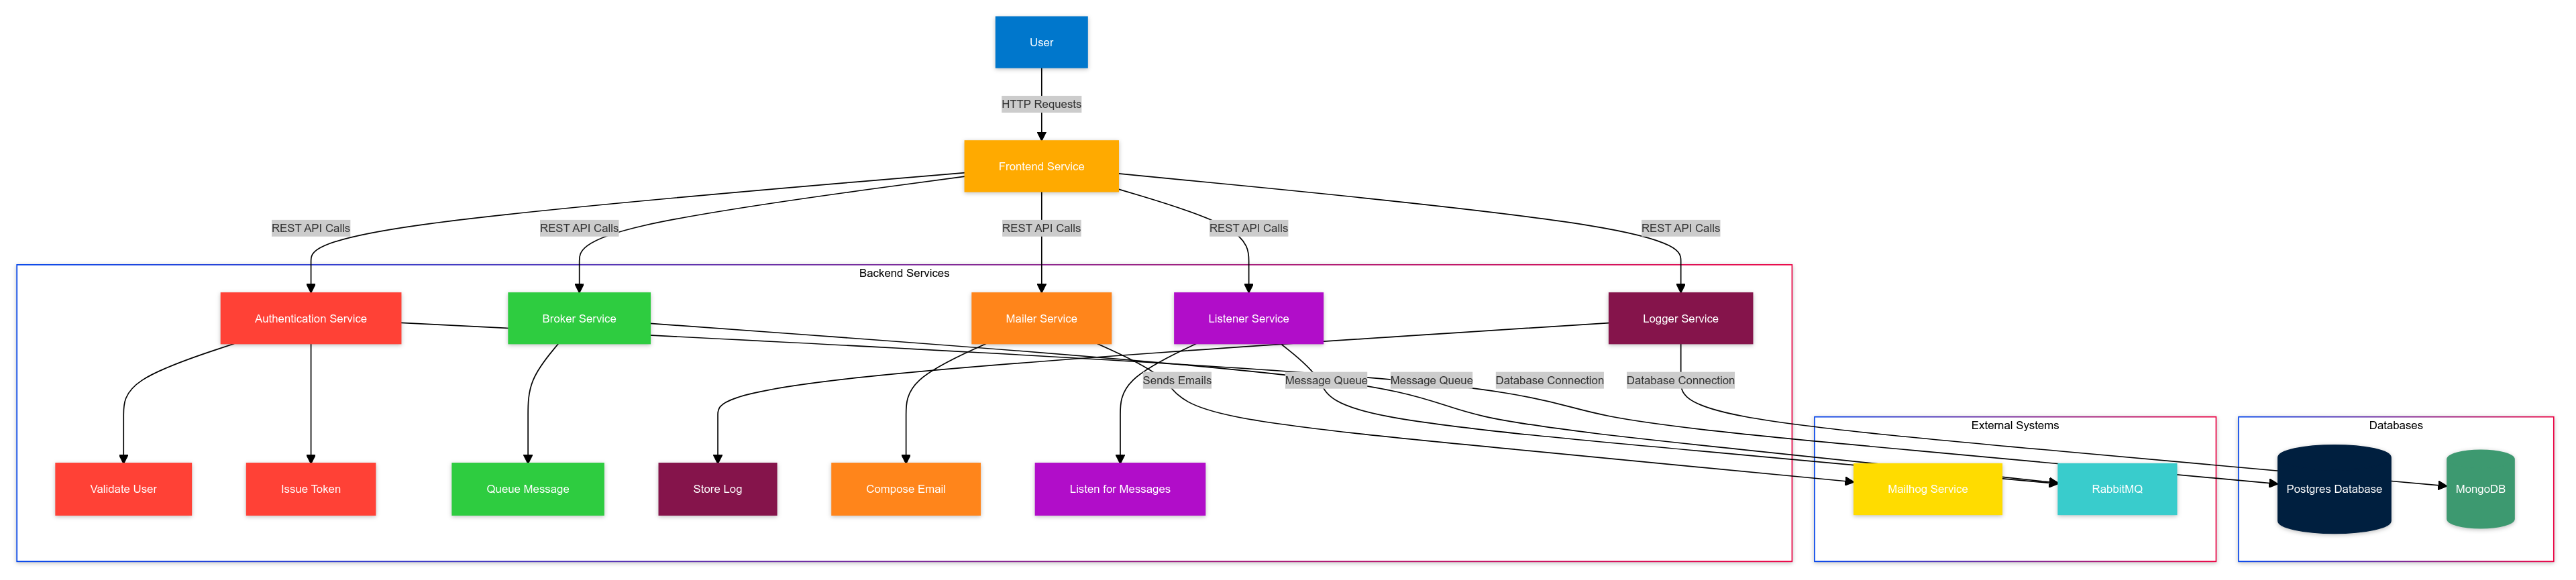 User
HTTP Requests
Frontend Service
REST API Calls
REST API Calls
REST API Calls
REST API Calls
REST API Calls
Backend Services
Authentication Service
Broker Service
Mailer Service
Listener Service
Logger Service
Sends Emails
Message Queue
Message Queue
Database Connection
Database Connection
External Systems
Databases
Validate User
Issue Token
Queue Message
Store Log
Compose Email
Listen for Messages
Mailhog Service
RabbitMQ
Postgres Database
MongoDB